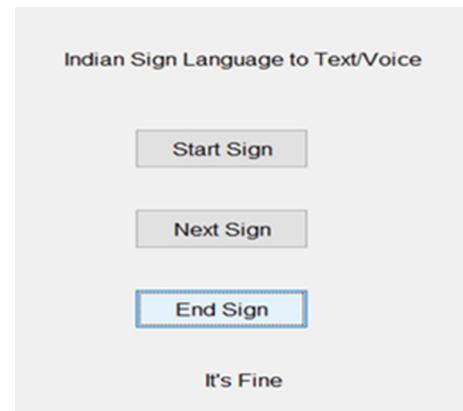 Indian Sign Language to Text/Voice
Start Sign
Next Sign
End Sign
It's Fine